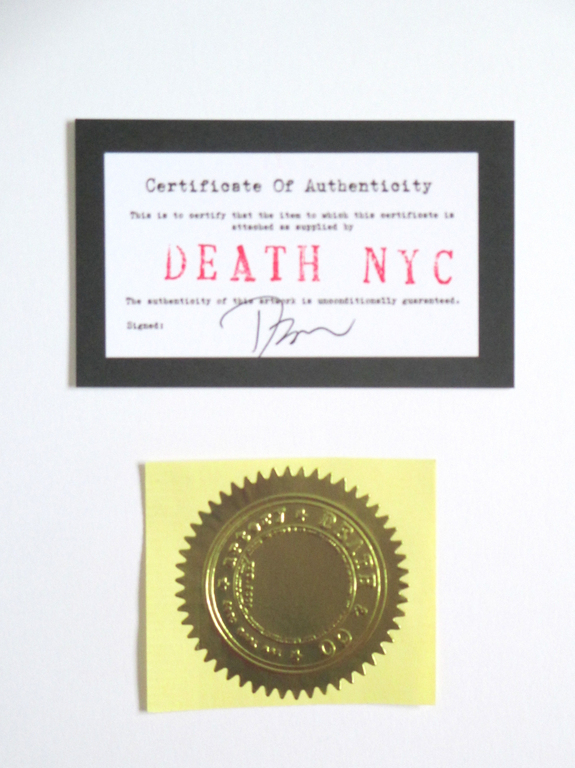 Certificate Of Authenticity
This is to certify that the item to which this certificate is
attached as supplied by
DEATH NYC
The authenticity of this artwork is unconditionally guaranteed.
Signed:
& CO